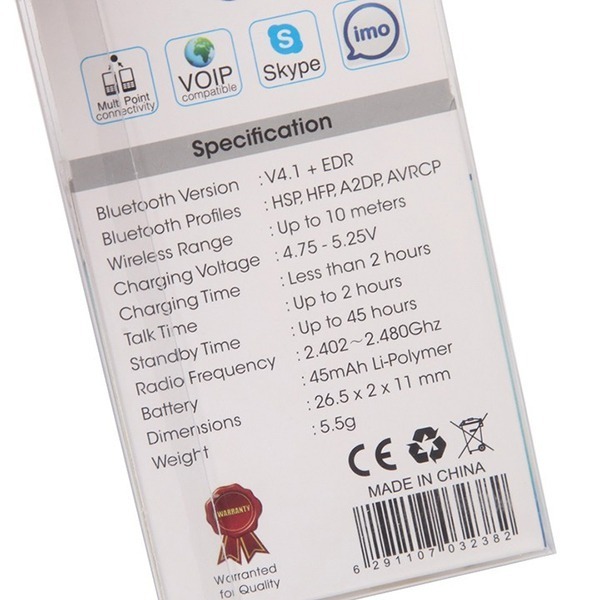 Multi Point
connectivity
VOIP
compatible
S
Skype
imo
Specification
Bluetooth Version : V4.1 + EDR
Bluetooth Profiles : HSP, HFP, A2DP, AVRCP
Wireless Range : Up to 10 meters
Charging Voltage : 4.75 - 5.25V
Charging Time : Less than 2 hours
Talk Time : Up to 2 hours
Standby Time : Up to 45 hours
Radio Frequency : 2.402~2.480Ghz
Battery : 45mAh Li-Polymer
Dimensions : 26.5 x 2 x 11 mm
Weight : 5.5g
CE
MADE IN CHINA
WARRANTY
Warranted
for Quality
6 291107 032382